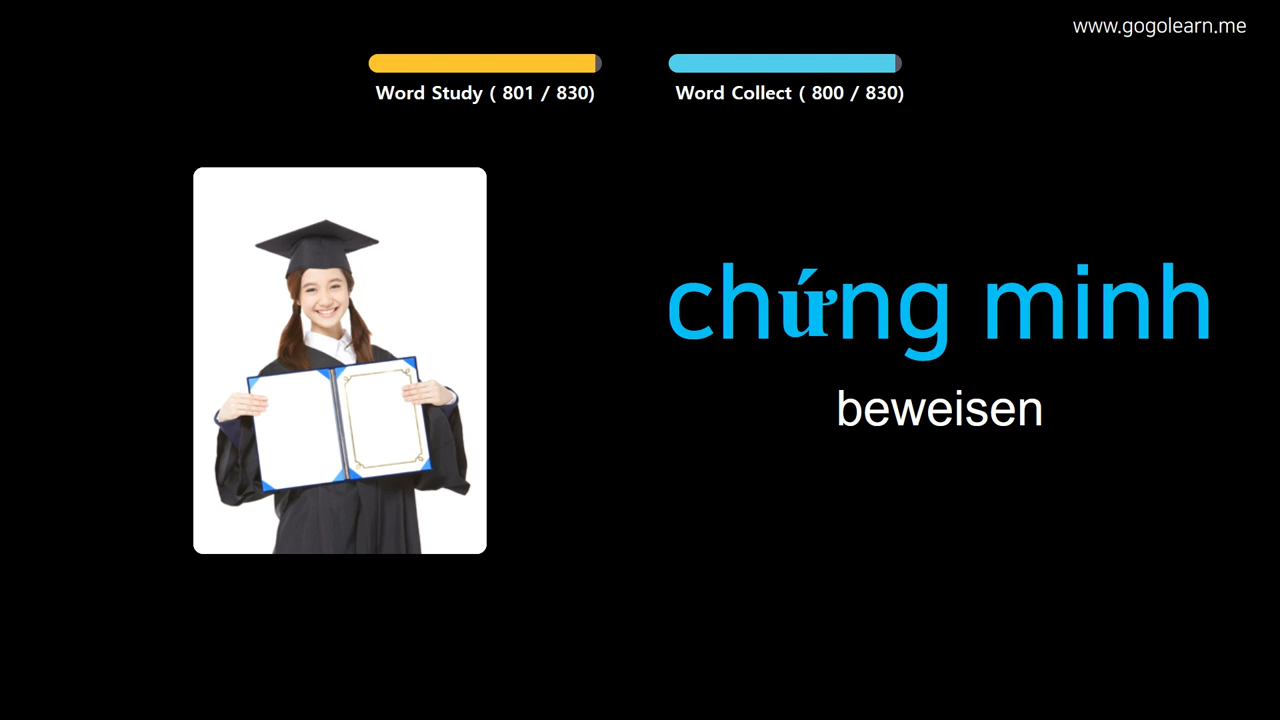 www.gogolearn.me
Word Study ( 801 / 830)
Word Collect ( 800 / 830)
chứng minh
beweisen